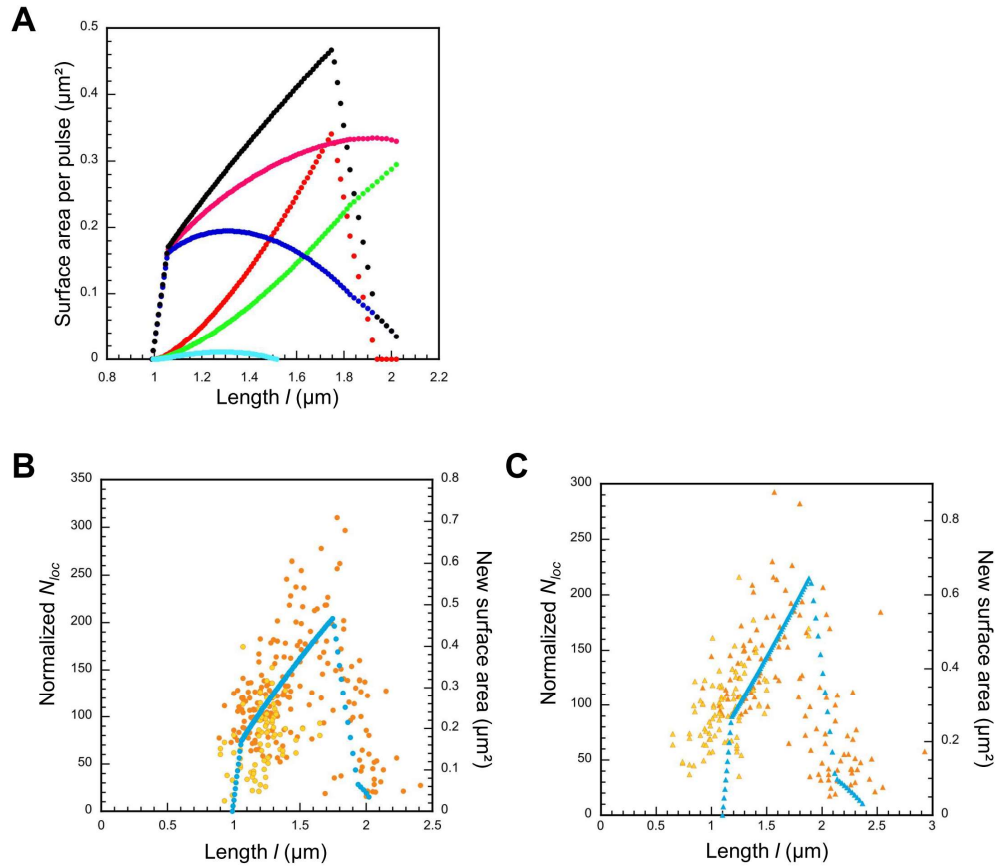 A
Surface area per pulse (μm²)
0.5
0.4
0.3
0.2
0.1
0
0.8 1 1.2 1.4 1.6 1.8 2 2.2
Length l (μm)
B
Normalized Nloc
350
300
250
200
150
100
50
0
0 0.5 1 1.5 2 2.5
Length l (μm)
0.8
0.7
0.6
0.5
0.4
0.3
0.2
0.1
0
New surface area (μm²)
C
Normalized Nloc
300
250
200
150
100
50
0
0 0.5 1 1.5 2 2.5 3
Length l (μm)
0.8
0.6
0.4
0.2
0
New surface area (μm²)